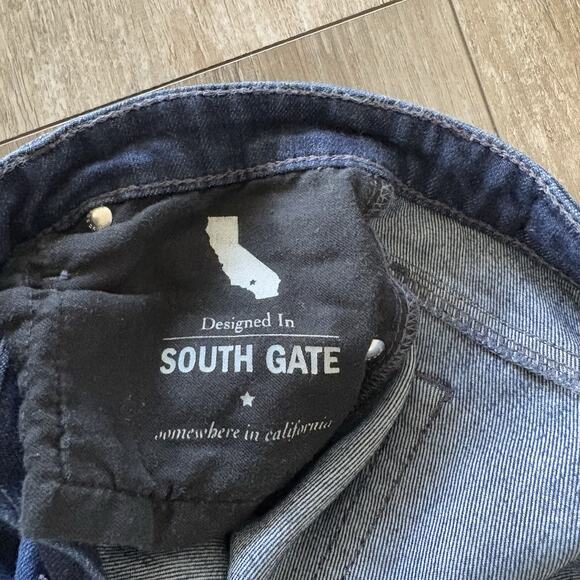 Designed In
SOUTH GATE
somewhere in california